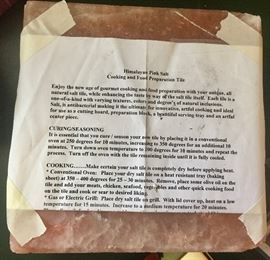 Himalayan Pink Salt
Cooking and Food Preparation Tile
Enjoy the new age of gourmet cooking and food preparation with your unique, all
natural salt tile, while enhancing the taste by way of the salt tile itself. Each tile is a
one-of-a-kind with varying textures, colors and degree's of natural inclusions.
Salt, is antibacterial making it the ultimate for innovative, artful cooking and ideal
for use as a cutting board, preparation block, a beautiful serving tray and an artful
center piece.
CURING/SEASONING
It is essential that you cure / season your new tile by placing it in a conventional
oven at 250 degrees for 10 minutes, increasing to 350 degrees for an additional 10
minutes. Turn down oven temperature to 100 degrees for 10 minutes and repeat the
process. Turn off the oven with the tile remaining inside until it is fully cooled.
COOKING......Make certain your salt tile is completely dry before applying heat.
* Conventional Oven: Place your dry salt tile on a heat resistant tray (baking
sheet) at 350 - 400 degrees for 25 - 30 minutes. Remove, place some olive oil on the
tile and add your meats, chicken, seafood, vegetables and other quick cooking food
on the tile and cook or sear to desired liking.
* Gas or Electric Grill: Place dry salt tile on grill. With lid cover up, heat on a low
temperature for 15 minutes. Increase to a medium temperature for 20 minutes.